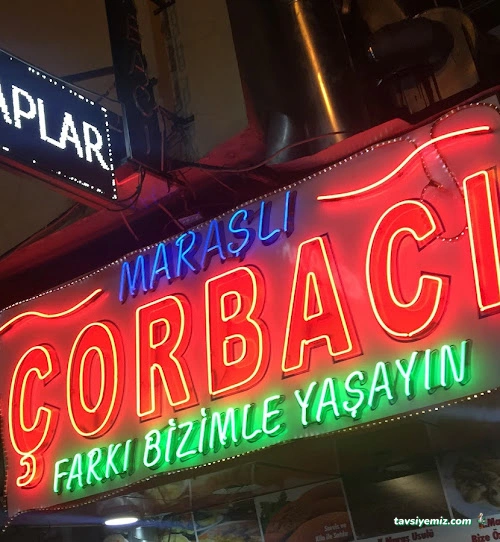 APLAR
MARAŞLI
ÇORBACI
FARKI BİZİMLE YAŞAYIN
tavsiyemiz.com